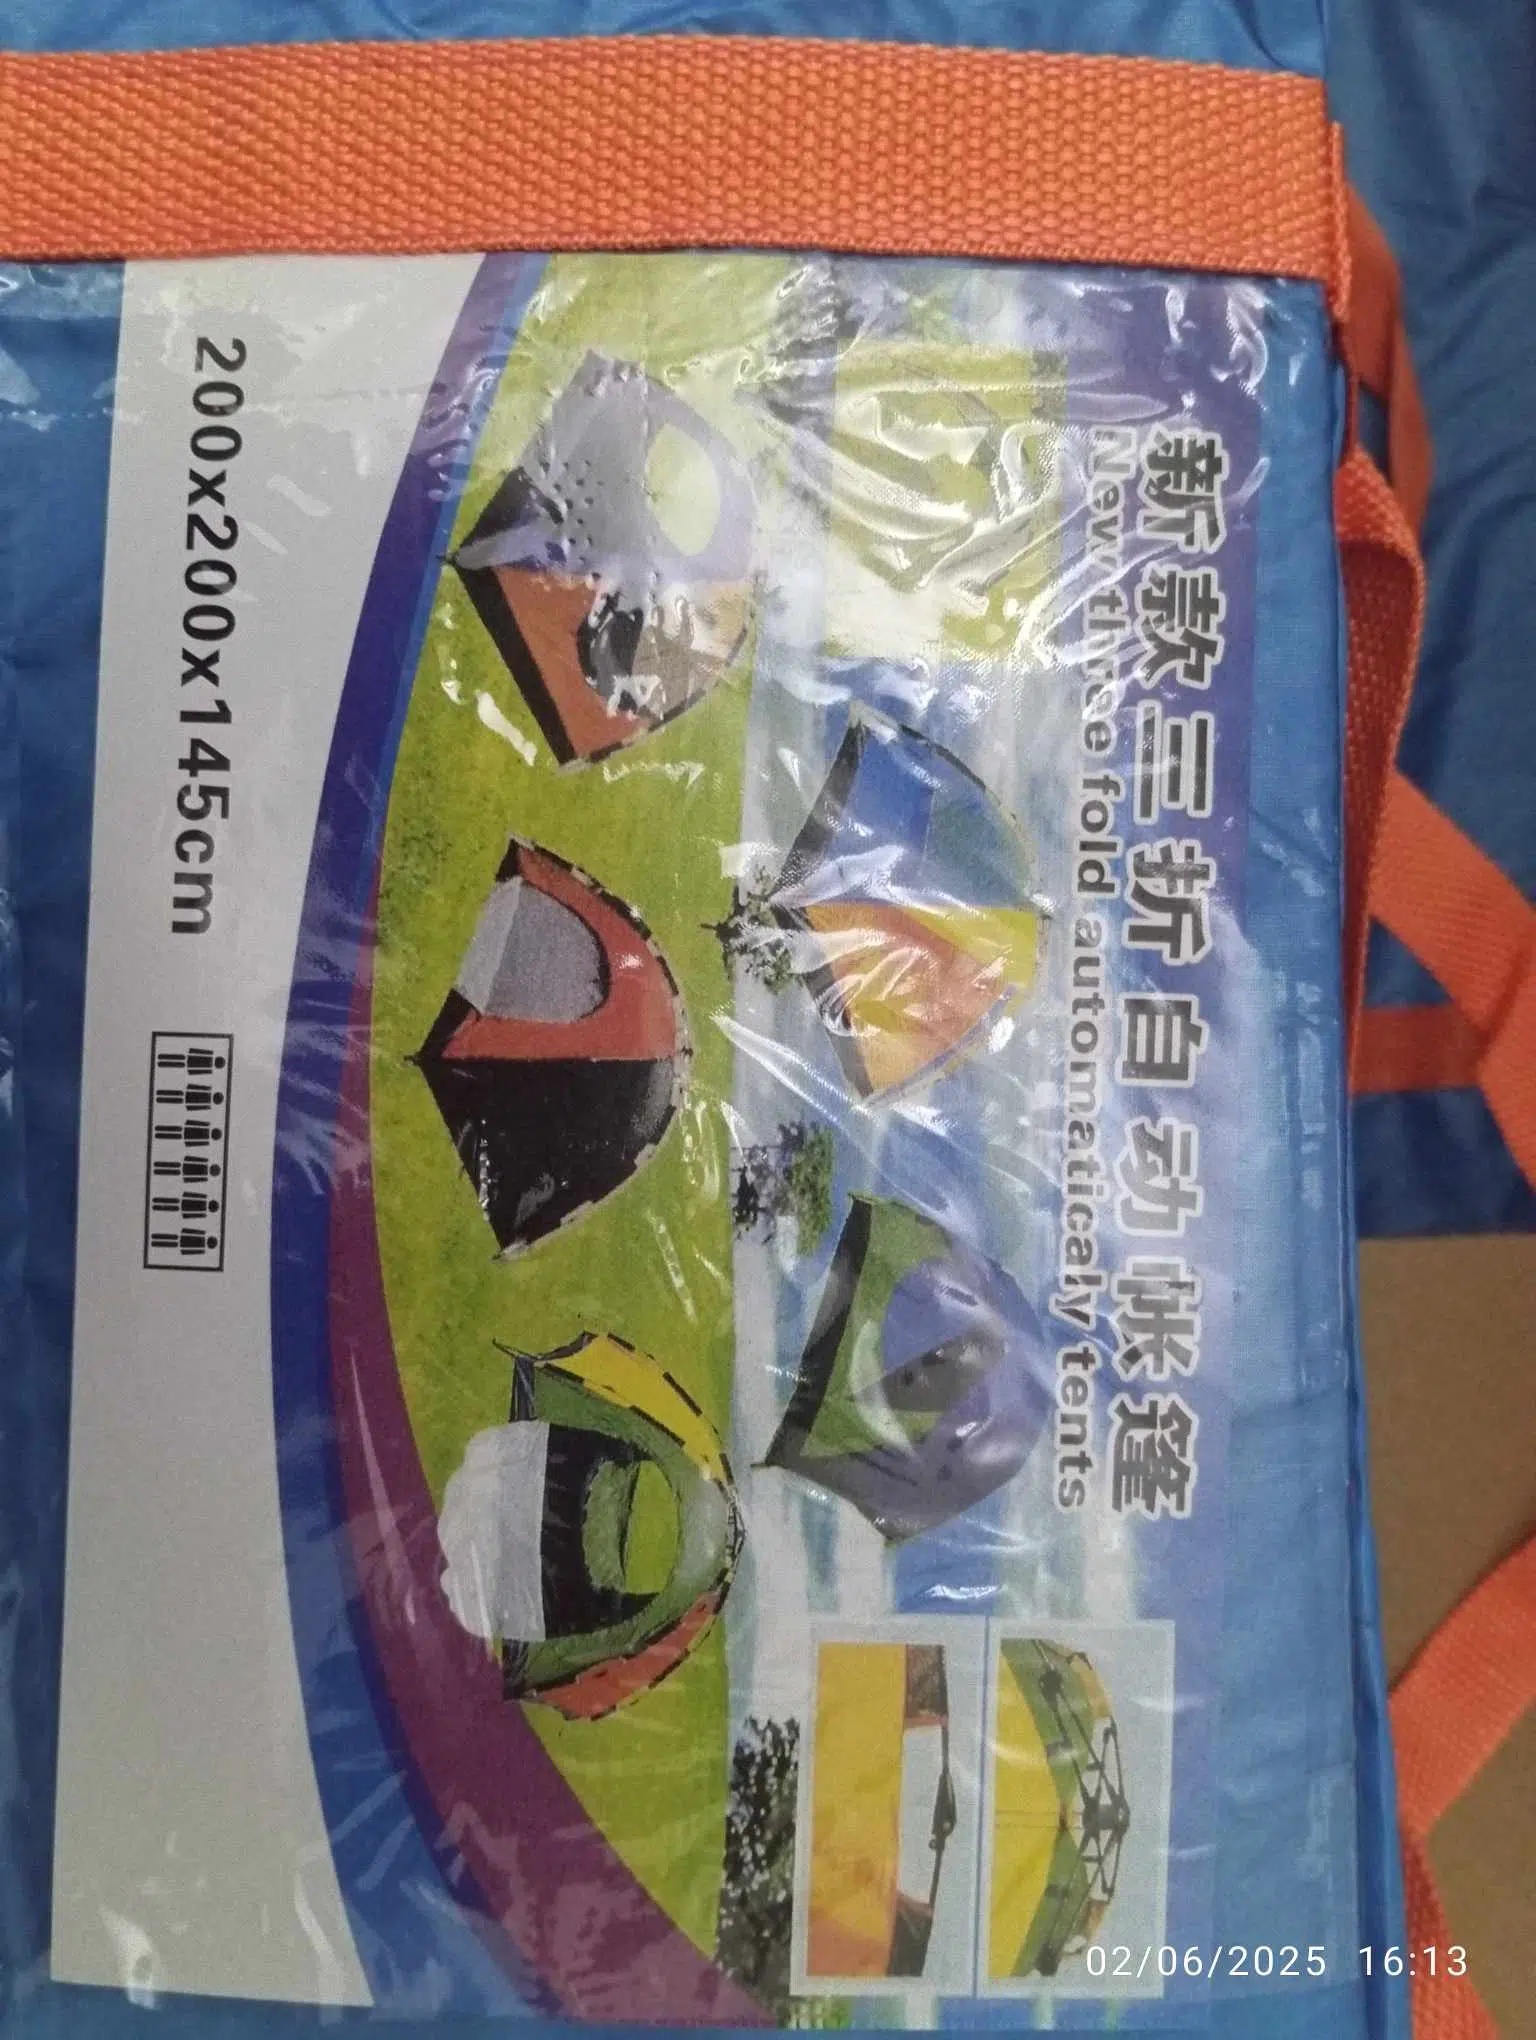 新款三折自动帐篷
New three fold automaticaly tents
200x200x145cm
02/06/2025 16:13